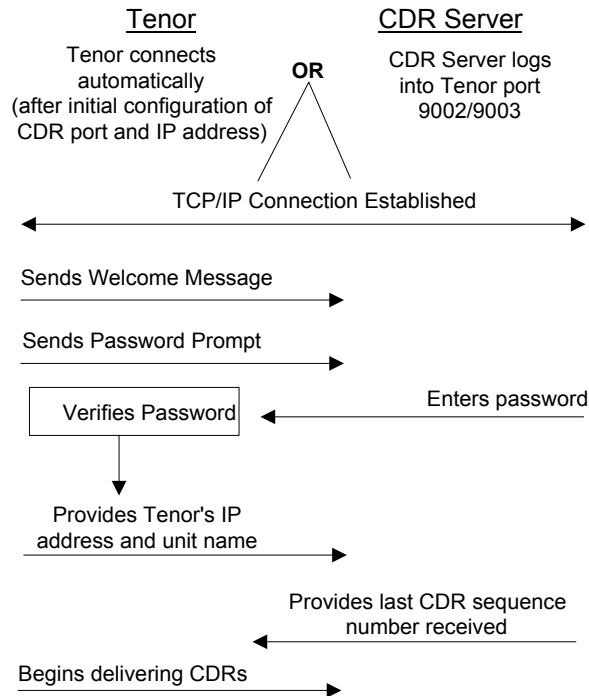 Tenor
CDR Server
Tenor connects
automatically
(after initial configuration of
CDR port and IP address)
OR
CDR Server logs
into Tenor port
9002/9003
TCP/IP Connection Established
Sends Welcome Message
Sends Password Prompt
Verifies Password
Enters password
Provides Tenor's IP
address and unit name
Provides last CDR sequence
number received
Begins delivering CDRs